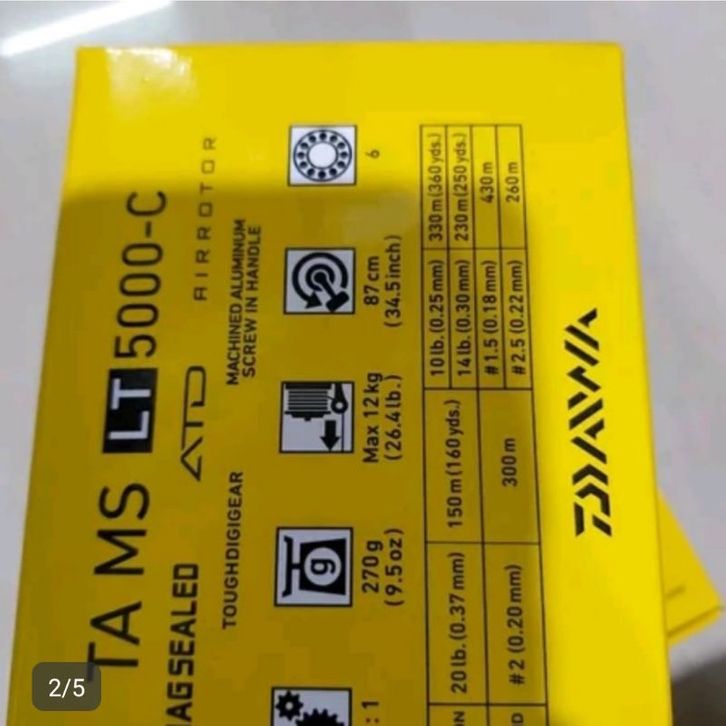 TA MS LT 5000-C
AGSEALED ATD AIRROTOR
TOUGHDIGIGEAR
MACHINED ALUMINUM
SCREW IN HANDLE
: 1
g
270g
(9.5 oz)
Max 12 kg
(26.4 lb.)
87 cm
(34.5 inch)
6
20 lb. (0.37 mm) 150 m (160 yds.)
10 lb. (0.25 mm) 330 m (360 yds.)
14 lb. (0.30 mm) 230 m (250 yds.)
#2 (0.20 mm) 300 m
#1.5 (0.18 mm) 430 m
#2.5 (0.22 mm) 260 m
DAIWA
2/5